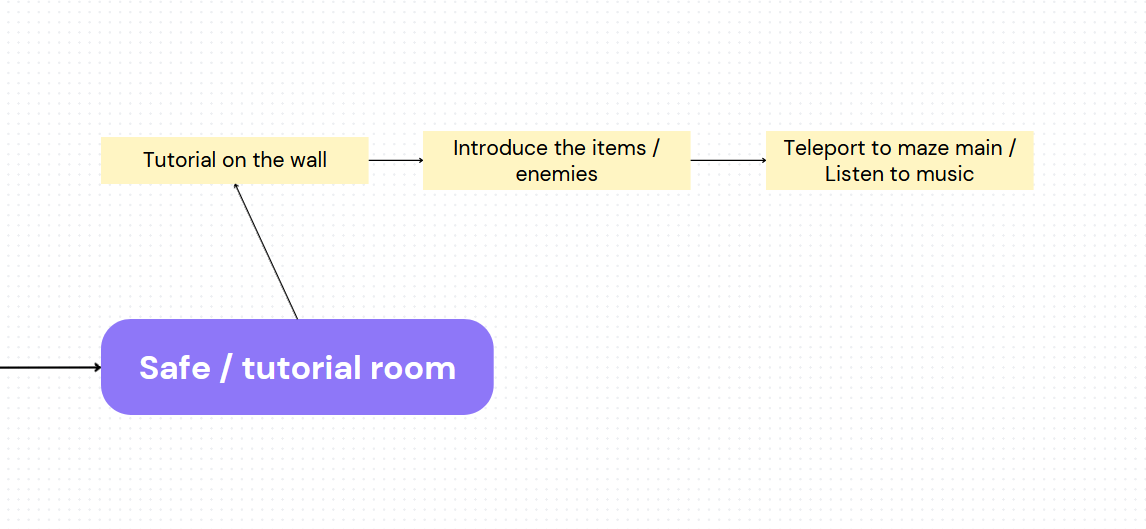 Tutorial on the wall
Introduce the items /
enemies
Teleport to maze main /
Listen to music
Safe / tutorial room